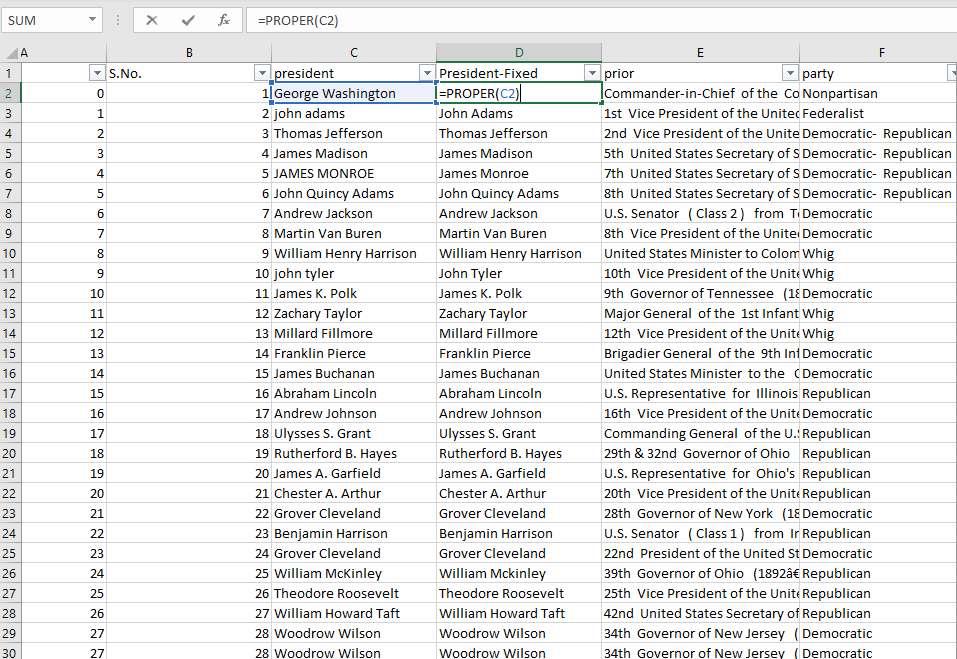 SUM =PROPER(C2)
A B C D E F
1 S.No. president President-Fixed prior party
2 0 1 George Washington =PROPER(C2) Commander-in-Chief of the Co Nonpartisan
3 1 2 john adams John Adams 1st Vice President of the United Federalist
4 2 3 Thomas Jefferson Thomas Jefferson 2nd Vice President of the Unite Democratic- Republican
5 3 4 James Madison James Madison 5th United States Secretary of S Democratic- Republican
6 4 5 JAMES MONROE James Monroe 7th United States Secretary of S Democratic- Republican
7 5 6 John Quincy Adams John Quincy Adams 8th United States Secretary of S Democratic- Republican
8 6 7 Andrew Jackson Andrew Jackson U.S. Senator ( Class 2 ) from Te Democratic
9 7 8 Martin Van Buren Martin Van Buren 8th Vice President of the United Democratic
10 8 9 William Henry Harrison William Henry Harrison United States Minister to Colom Whig
11 9 10 john tyler John Tyler 10th Vice President of the Unite Whig
12 10 11 James K. Polk James K. Polk 9th Governor of Tennessee (18 Democratic
13 11 12 Zachary Taylor Zachary Taylor Major General of the 1st Infant Whig
14 12 13 Millard Fillmore Millard Fillmore 12th Vice President of the Unite Whig
15 13 14 Franklin Pierce Franklin Pierce Brigadier General of the 9th Inf Democratic
16 14 15 James Buchanan James Buchanan United States Minister to the C Democratic
17 15 16 Abraham Lincoln Abraham Lincoln U.S. Representative for Illinois Republican
18 16 17 Andrew Johnson Andrew Johnson 16th Vice President of the Unite Democratic
19 17 18 Ulysses S. Grant Ulysses S. Grant Commanding General of the U.S Republican
20 18 19 Rutherford B. Hayes Rutherford B. Hayes 29th & 32nd Governor of Ohio Republican
21 19 20 James A. Garfield James A. Garfield U.S. Representative for Ohio's Republican
22 20 21 Chester A. Arthur Chester A. Arthur 20th Vice President of the Unite Republican
23 21 22 Grover Cleveland Grover Cleveland 28th Governor of New York (18 Democratic
24 22 23 Benjamin Harrison Benjamin Harrison U.S. Senator ( Class 1 ) from In Republican
25 23 24 Grover Cleveland Grover Cleveland 22nd President of the United St Democratic
26 24 25 William McKinley William Mckinley 39th Governor of Ohio (1892â€ Republican
27 25 26 Theodore Roosevelt Theodore Roosevelt 25th Vice President of the Unite Republican
28 26 27 William Howard Taft William Howard Taft 42nd United States Secretary of Republican
29 27 28 Woodrow Wilson Woodrow Wilson 34th Governor of New Jersey ( Democratic
30 27 28 Woodrow Wilson Woodrow Wilson 34th Governor of New Jersey ( Democratic